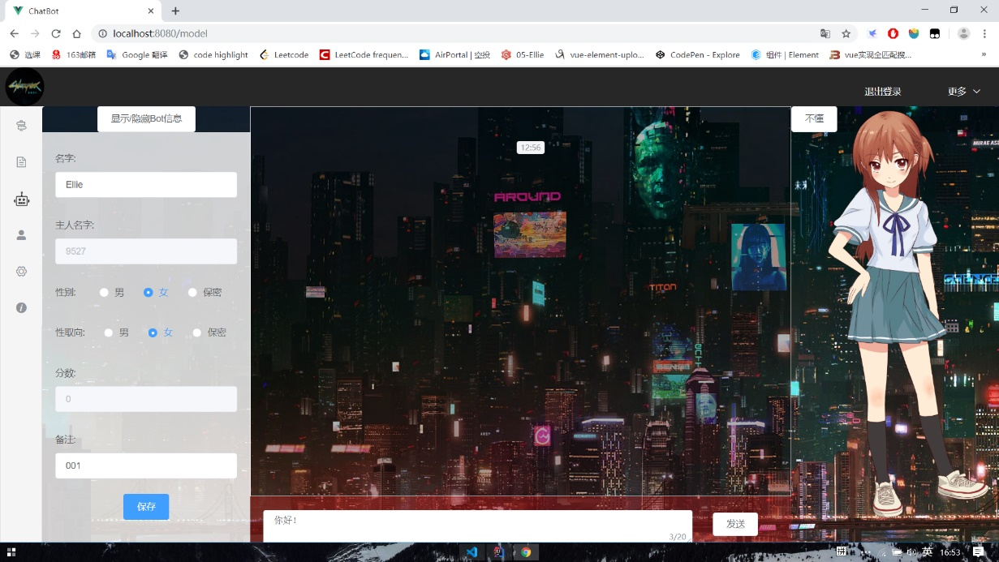 ChatBot
localhost:8080/model
选课
163邮箱
Google 翻译
code highlight
Leetcode
LeetCode frequen...
AirPortal | 空投
05-Ellie
vue-element-uplo...
CodePen - Explore
组件 | Element
vue实现全匹配搜...
»
退出登录
更多
显示/隐藏Bot信息
不懂
12:56
名字:
Ellie
主人名字:
9527
性别:
男
女
保密
性取向:
男
女
保密
分数:
0
备注:
001
保存
AROUND
TITAN
MIRAE ASS
未来
你好!
3/20
发送
拼
英
16:53